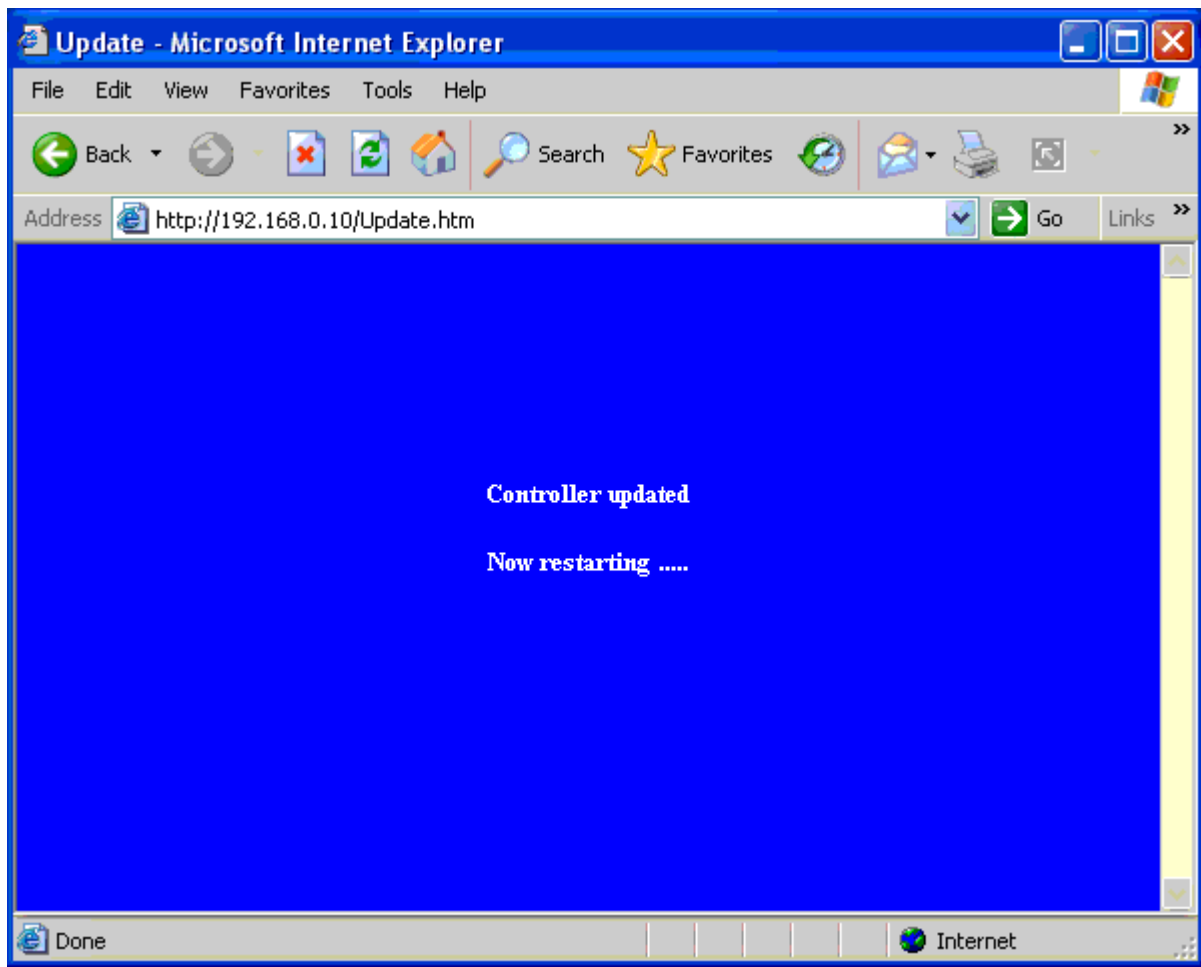 Update - Microsoft Internet Explorer
File Edit View Favorites Tools Help
Back Search Favorites »
Address http://192.168.0.10/Update.htm Go Links »
Controller updated
Now restarting .....
Done Internet